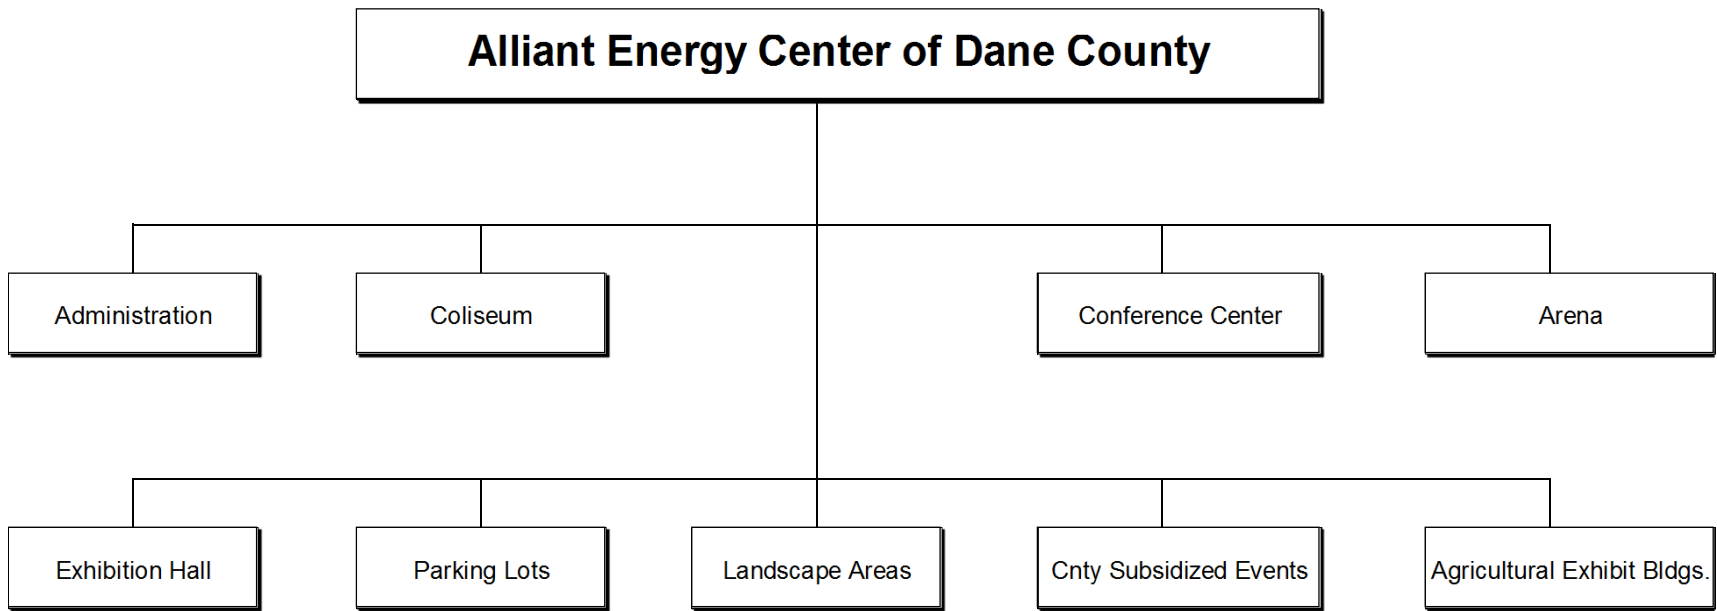 Alliant Energy Center of Dane County
Administration
Coliseum
Conference Center
Arena
Exhibition Hall
Parking Lots
Landscape Areas
Cnty Subsidized Events
Agricultural Exhibit Bldgs.